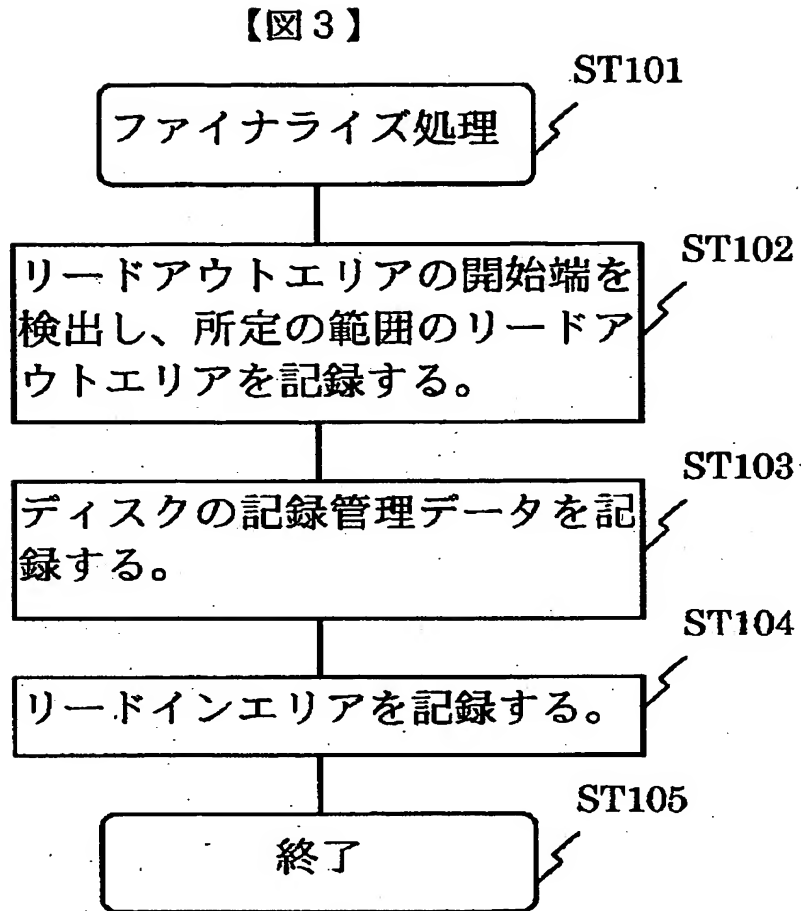 【図３】
ST101
ファイナライズ処理
ST102
リードアウトエリアの開始端を
検出し、所定の範囲のリードア
ウトエリアを記録する。
ST103
ディスクの記録管理データを記
録する。
ST104
リードインエリアを記録する。
ST105
終了